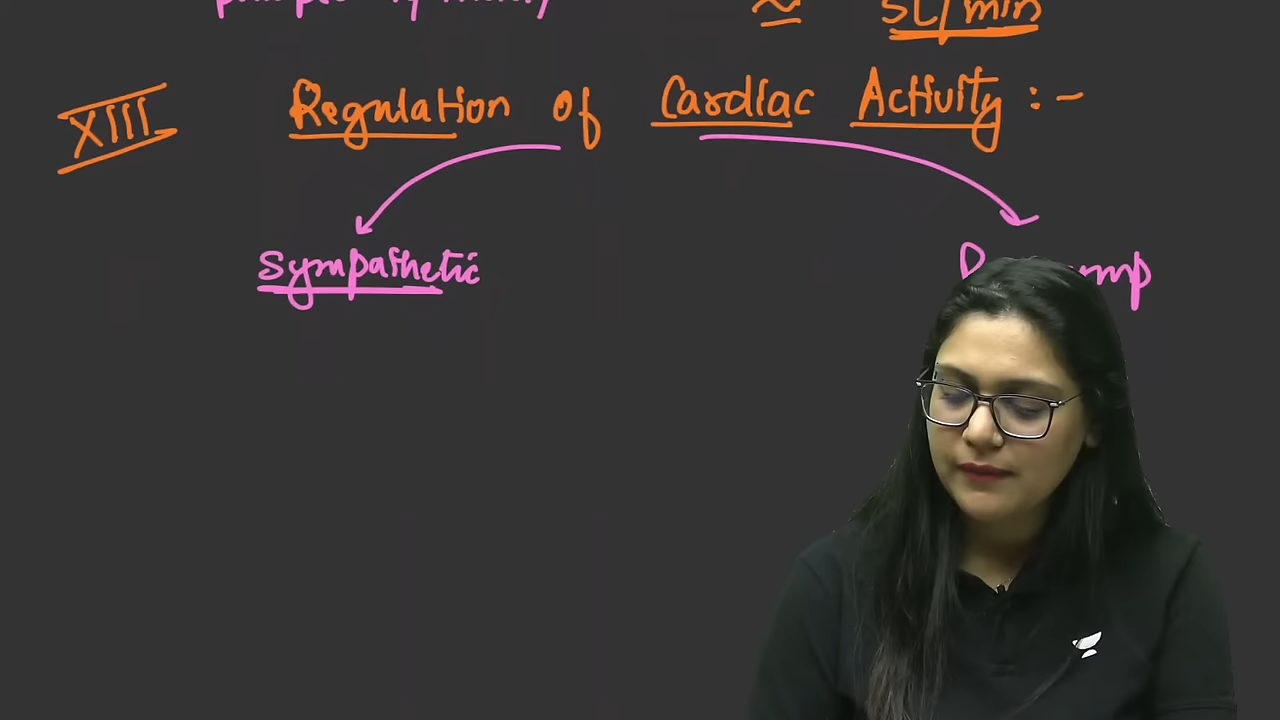 ≈ 5L/min
XIII Regulation of Cardiac Activity :-
Sympathetic